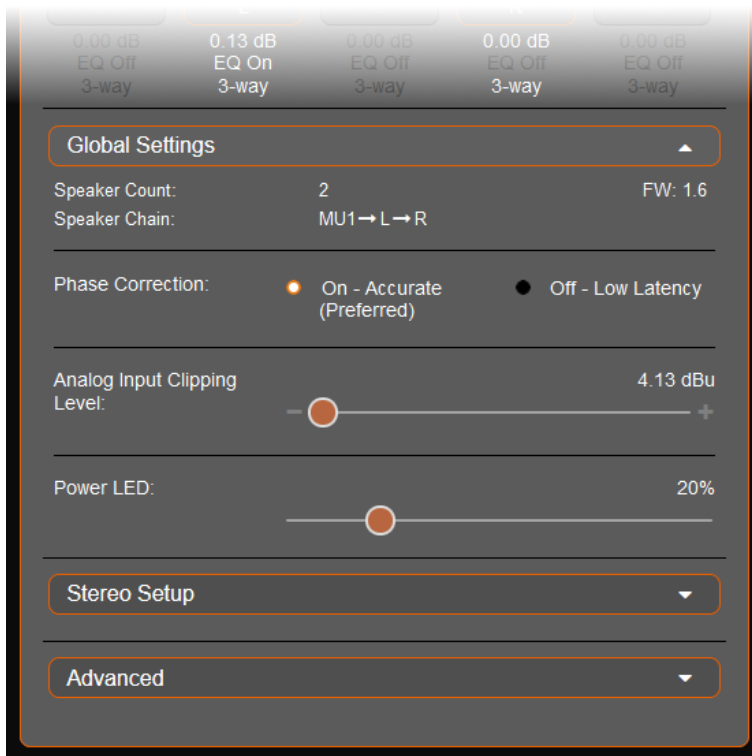 0.00 dB 0.13 dB 0.00 dB 0.00 dB 0.00 dB
EQ Off EQ On EQ Off EQ Off EQ Off
3-way 3-way 3-way 3-way 3-way
Global Settings
Speaker Count: 2 FW: 1.6
Speaker Chain: MU1→L→R
Phase Correction: On - Accurate Off - Low Latency
(Preferred)
Analog Input Clipping 4.13 dBu
Level:
Power LED: 20%
Stereo Setup
Advanced